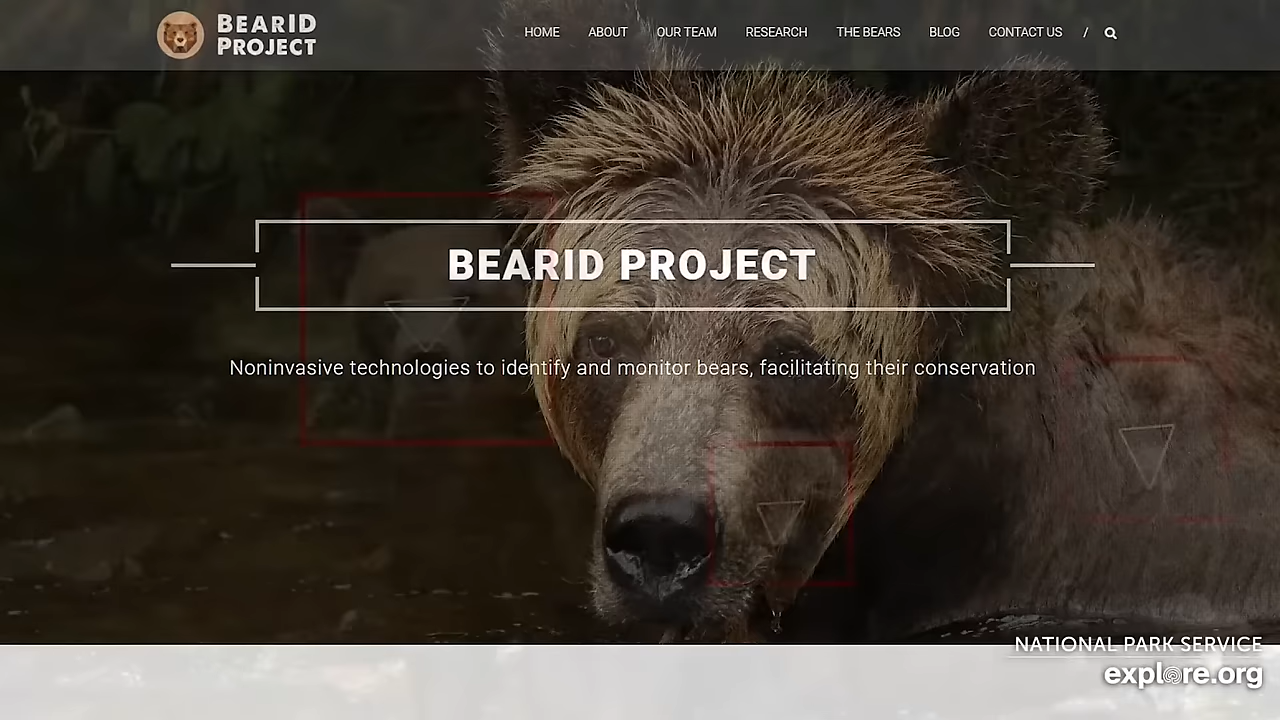 BEARID
PROJECT
HOME ABOUT OUR TEAM RESEARCH THE BEARS BLOG CONTACT US /
BEARID PROJECT
Noninvasive technologies to identify and monitor bears, facilitating their conservation
NATIONAL PARK SERVICE
explore.org